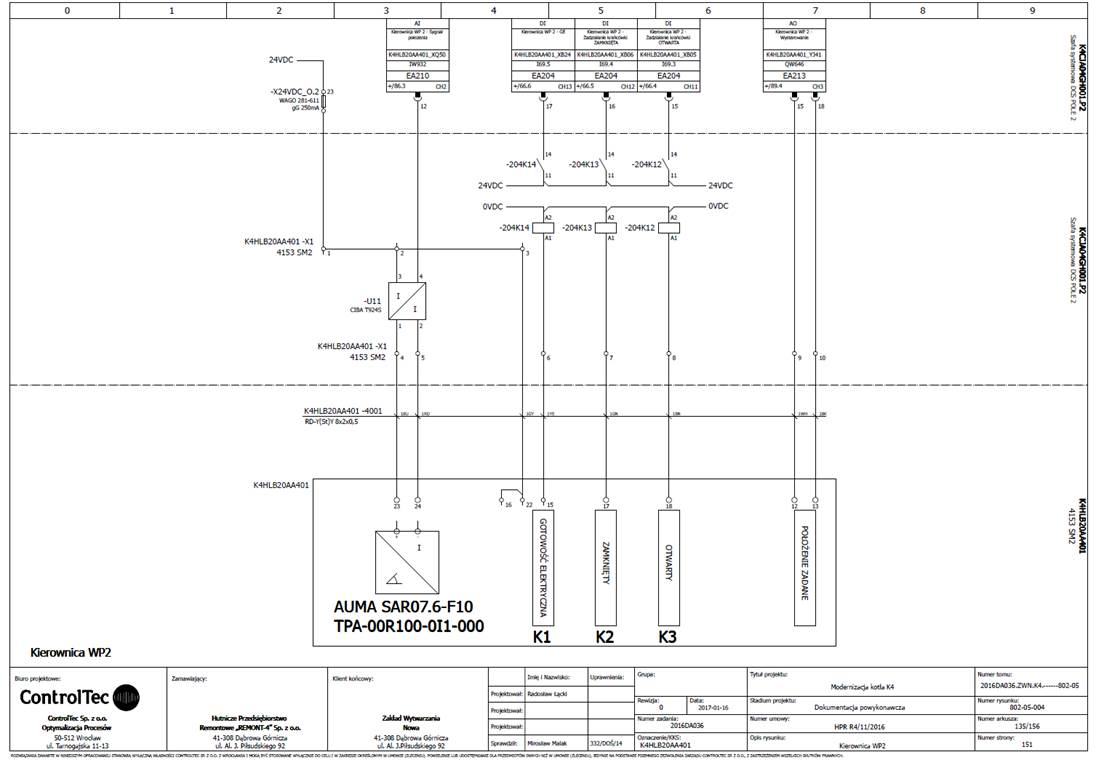 0 1 2 3 4 5 6 7 8 9
AI
Kierownica WP 2 - Sygnał
położenia
K4HLB20AA401_XQ50
IW932
EA210
+/86.3 CH2
12
DI
Kierownica WP 2 - GE
K4HLB20AA401_XB24
I69.5
EA204
+/66.6 CH13
17
DI
Kierownica WP 2 -
Zadziałanie krańcówki
ZAMKNIĘTA
K4HLB20AA401_XB06
I69.4
EA204
+/66.5 CH12
16
DI
Kierownica WP 2 -
Zadziałanie krańcówki
OTWARTA
K4HLB20AA401_XB05
I69.3
EA204
+/66.4 CH11
15
AO
Kierownica WP 2 -
Wysterowanie
K4HLB20AA401_YJ41
QW646
EA213
+/89.4 CH3
15 18
K4CJA04GH001.P2
Szafa systemowa DCS POLE 2
24VDC
-X24VDC_O.2 23
WAGO 281-611
gG 250mA
-204K14 14 11
-204K13 14 11
-204K12 14 11
24VDC 24VDC
0VDC 0VDC
-204K14 A2 A1
-204K13 A2 A1
-204K12 A2 A1
K4HLB20AA401 -X1
4153 SM2
1 2 3
K4CJA04GH001.P2
Szafa systemowa DCS POLE 2
3 4
-U11
CIBA T924S
I
I
1 2
K4HLB20AA401 -X1
4153 SM2
4 5 6 7 8 9 10
K4HLB20AA401 -4001
RD-Y(St)Y 8x2x0,5
1BU 1RD 1GY 1YE 1GN 1BN 1WH 1BK
K4HLB20AA401
23 24 16 22 15 17 18 12 13
K4HLB20AA401
4153 SM2
I
GOTOWOŚĆ ELEKTRYCZNA
ZAMKNIĘTY
OTWARTY
POŁOŻENIE ZADANE
AUMA SAR07.6-F10
TPA-00R100-0I1-000
K1 K2 K3
Kierownica WP2
Biuro projektowe:
ControlTec
ControlTec Sp. z o.o.
Optymalizacja Procesów
50-512 Wrocław
ul. Tarnogajska 11-13
Zamawiający:
Hutnicze Przedsiębiorstwo
Remontowe „REMONT-4" Sp. z o.o.
41-308 Dąbrowa Górnicza
ul. Al. J. Piłsudskiego 92
Klient końcowy:
Zakład Wytwarzania
Nowa
41-308 Dąbrowa Górnicza
ul. Al. J.Piłsudskiego 92
Imię i Nazwisko: Uprawnienia:
Projektował: Radosław Łącki
Projektował:
Projektował:
Sprawdził: Mirosław Malak 332/DOŚ/14
Grupa:
Rewizja: 0
Data: 2017-01-16
Numer zadania:
2016DA036
Oznaczenie/KKS:
K4HLB20AA401
Tytuł projektu:
Modernizacja kotla K4
Stadium projektu:
Dokumentacja powykonawcza
Numer umowy:
HPR R4/11/2016
Opis rysunku:
Kierownica WP2
Numer tomu:
2016DA036.ZWN.K4.------802-05
Numer rysunku:
802-05-004
Numer arkusza:
135/156
Numer strony:
151